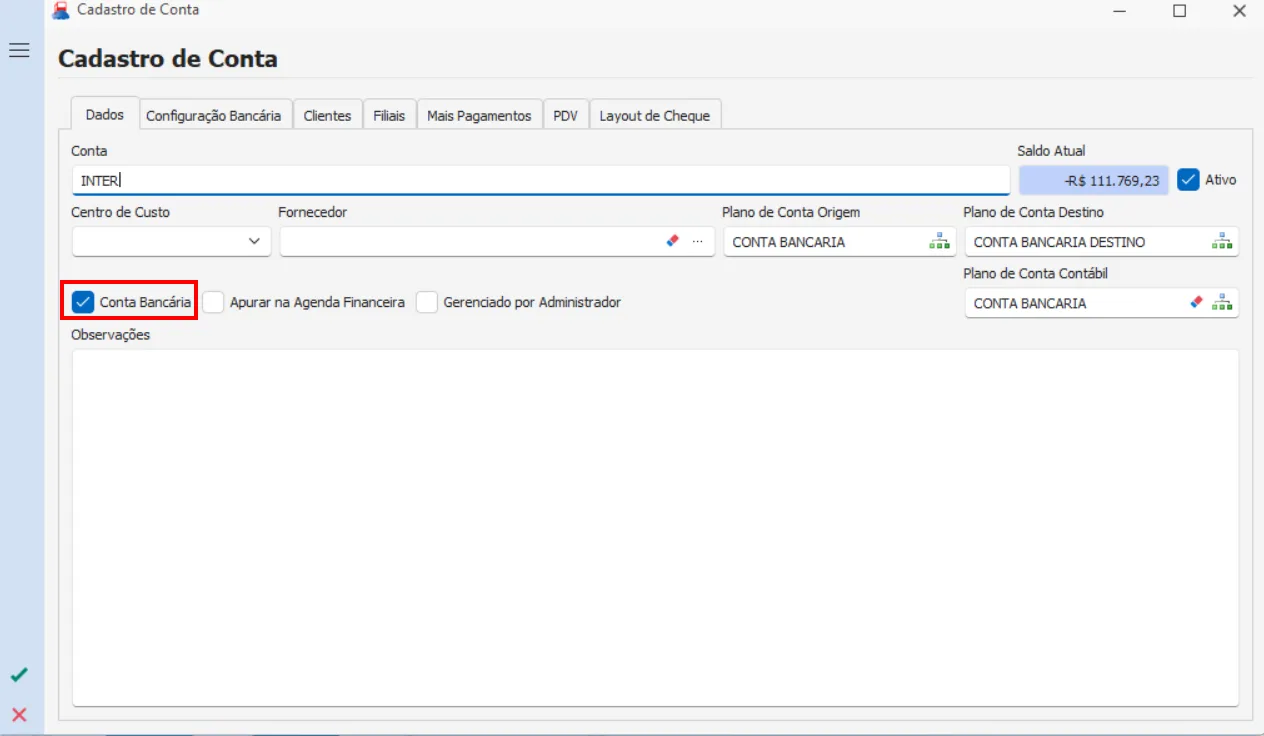 Cadastro de Conta
Cadastro de Conta
Dados Configuração Bancária Clientes Filiais Mais Pagamentos PDV Layout de Cheque
Conta Saldo Atual
INTER -R$ 111.769,23 Ativo
Centro de Custo Fornecedor Plano de Conta Origem Plano de Conta Destino
... CONTA BANCARIA CONTA BANCARIA DESTINO
Plano de Conta Contábil
Conta Bancária Apurar na Agenda Financeira Gerenciado por Administrador CONTA BANCARIA
Observações